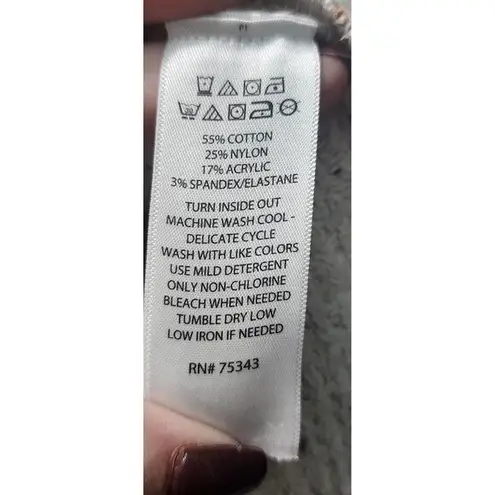 55% COTTON
25% NYLON
17% ACRYLIC
3% SPANDEX/ELASTANE
TURN INSIDE OUT
MACHINE WASH COOL -
DELICATE CYCLE
WASH WITH LIKE COLORS
USE MILD DETERGENT
ONLY NON-CHLORINE
BLEACH WHEN NEEDED
TUMBLE DRY LOW
LOW IRON IF NEEDED
RN# 75343